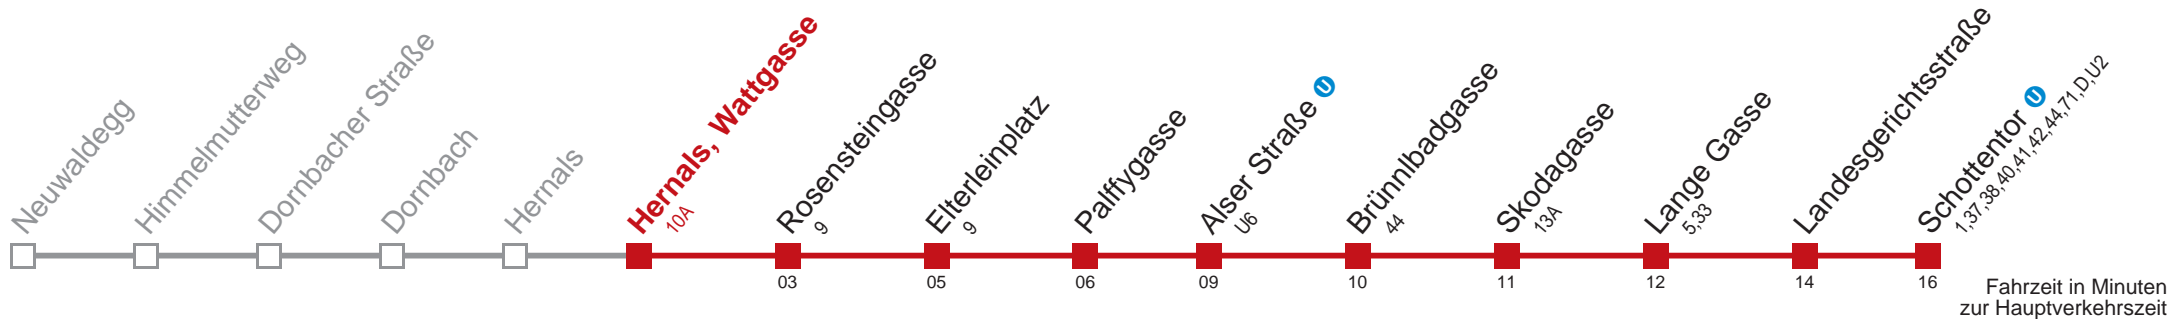 Neuwaldegg
Himmelmutterweg
Dornbacher Straße
Dornbach
Hernals
Hernals, Wattgasse
10A
Rosensteingasse
9
Elterleinplatz
9
Palffygasse
Alser Straße U
U6
Brünnlbadgasse
44
Skodagasse
13A
Lange Gasse
5,33
Landesgerichtsstraße
Schottentor U
1,37,38,40,41,42,44,71,D,U2
03 05 06 09 10 11 12 14 16
Fahrzeit in Minuten
zur Hauptverkehrszeit